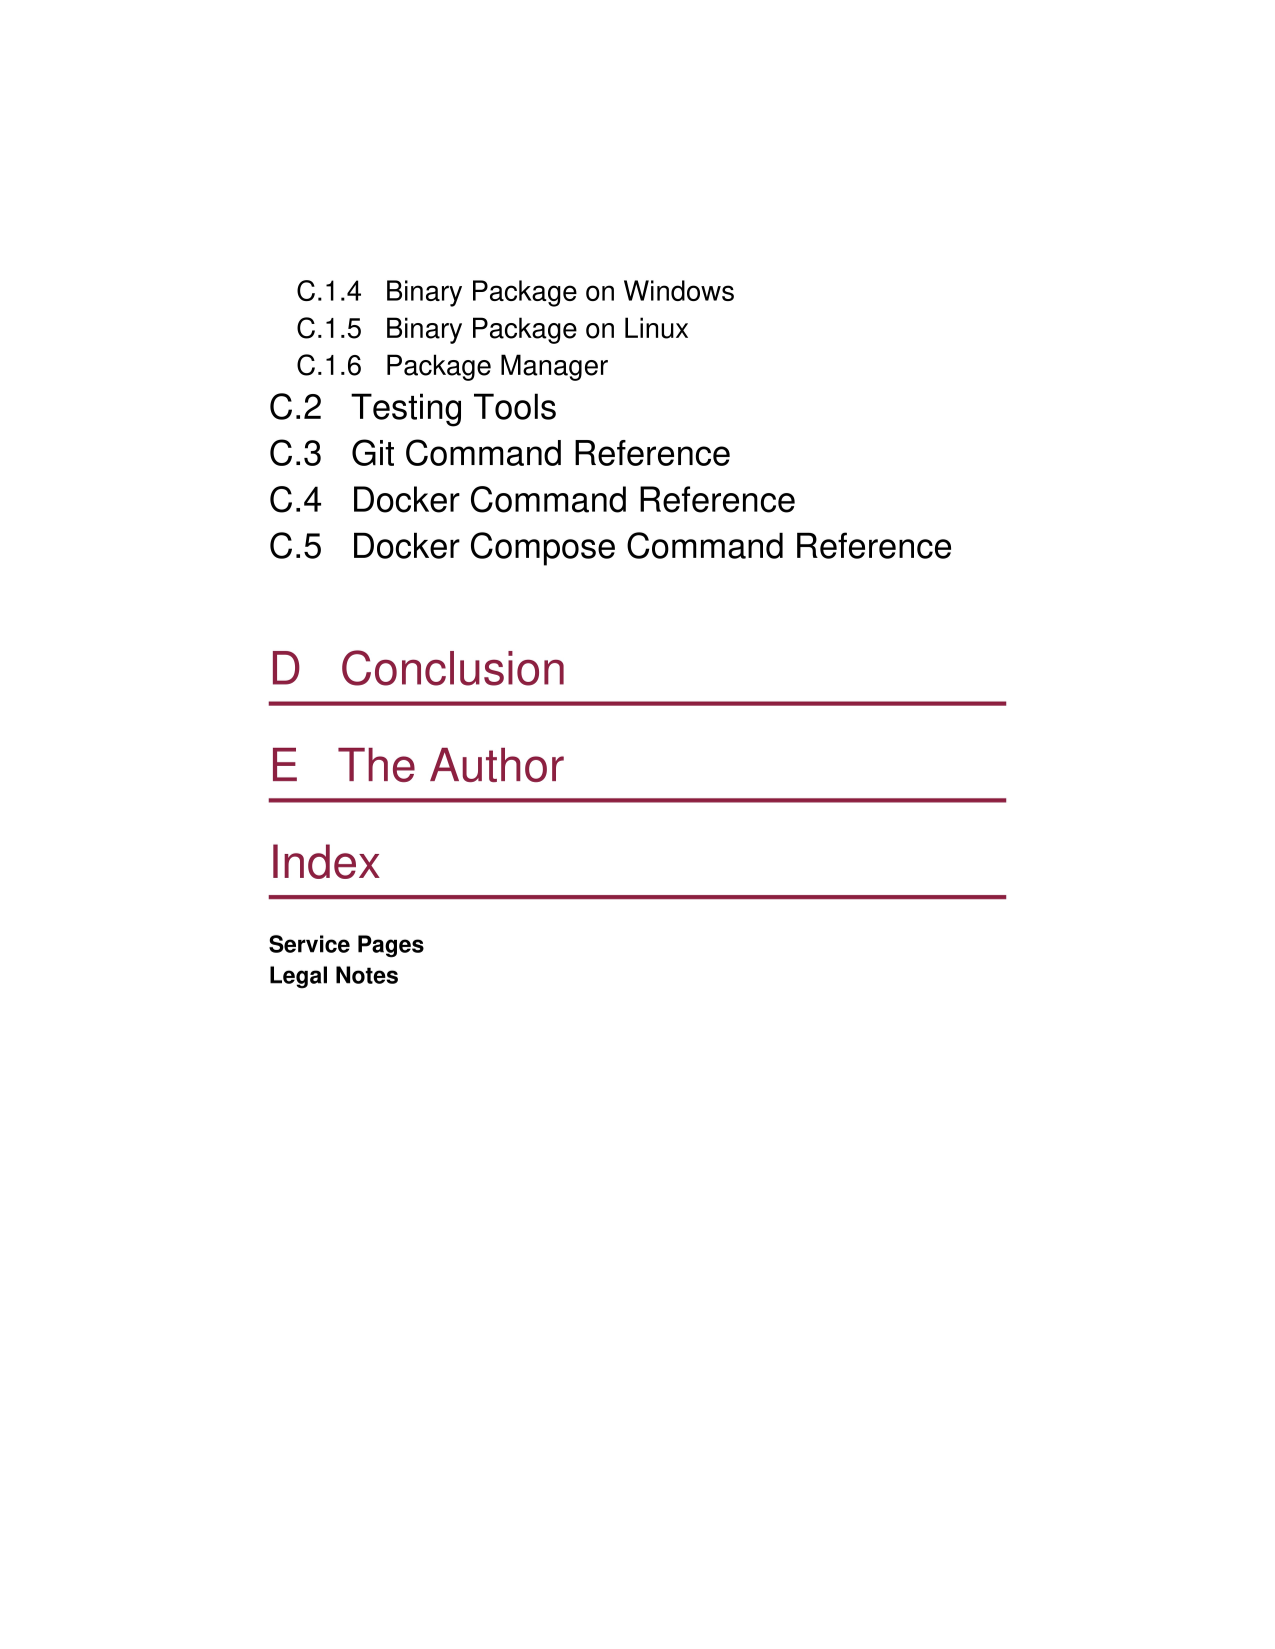 C.1.4 Binary Package on Windows
C.1.5 Binary Package on Linux
C.1.6 Package Manager
C.2 Testing Tools
C.3 Git Command Reference
C.4 Docker Command Reference
C.5 Docker Compose Command Reference
D Conclusion
E The Author
Index
Service Pages
Legal Notes